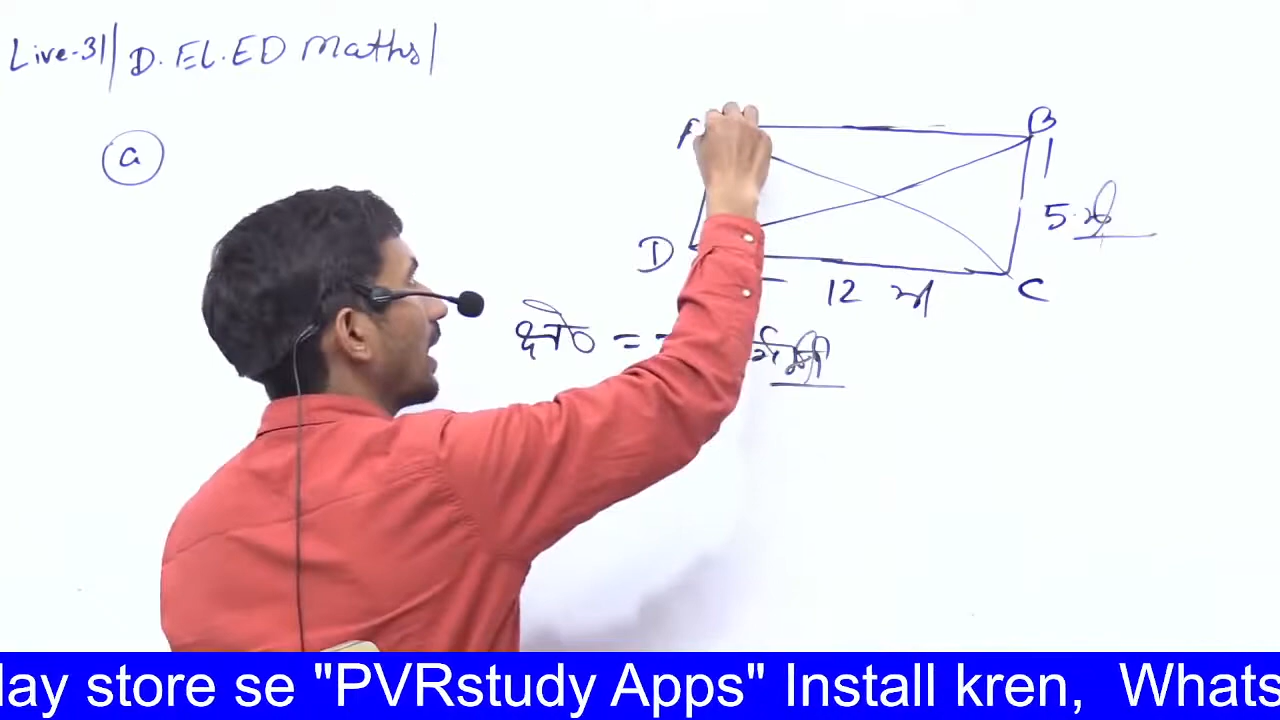 Live-31| D.EL.ED Maths|
a
B
5
D
12
C
क्षे० =
lay store se "PVRstudy Apps" Install kren, Whats